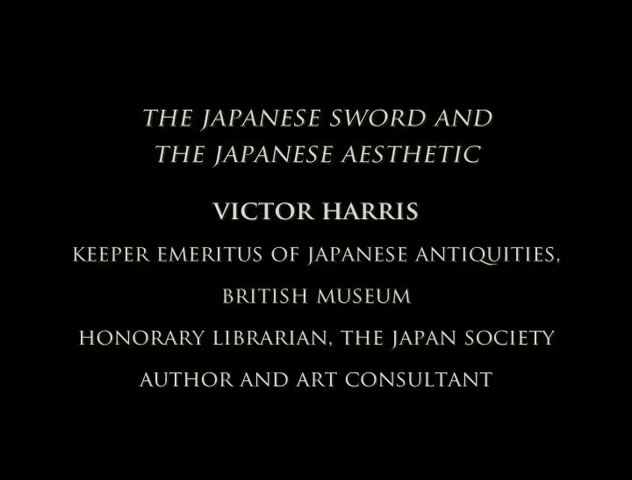 THE JAPANESE SWORD AND
THE JAPANESE AESTHETIC
VICTOR HARRIS
KEEPER EMERITUS OF JAPANESE ANTIQUITIES,
BRITISH MUSEUM
HONORARY LIBRARIAN, THE JAPAN SOCIETY
AUTHOR AND ART CONSULTANT